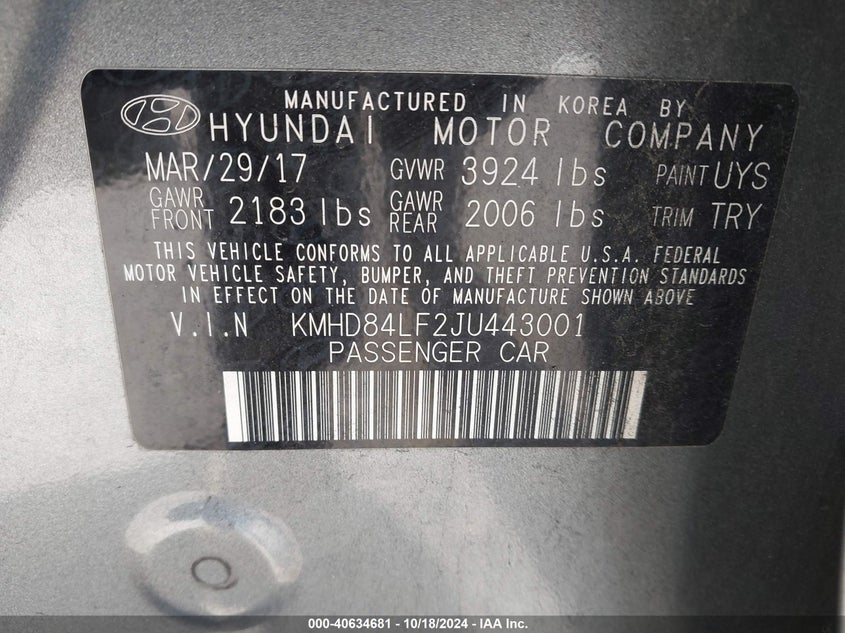 MANUFACTURED IN KOREA BY
HYUNDAI MOTOR COMPANY
MAR/29/17 GVWR 3924 lbs PAINT UYS
GAWR FRONT 2183 lbs GAWR REAR 2006 lbs TRIM TRY
THIS VEHICLE CONFORMS TO ALL APPLICABLE U.S.A. FEDERAL
MOTOR VEHICLE SAFETY, BUMPER, AND THEFT PREVENTION STANDARDS
IN EFFECT ON THE DATE OF MANUFACTURE SHOWN ABOVE
V.I.N KMHD84LF2JU443001
PASSENGER CAR
000-40634681 - 10/18/2024 - IAA Inc.